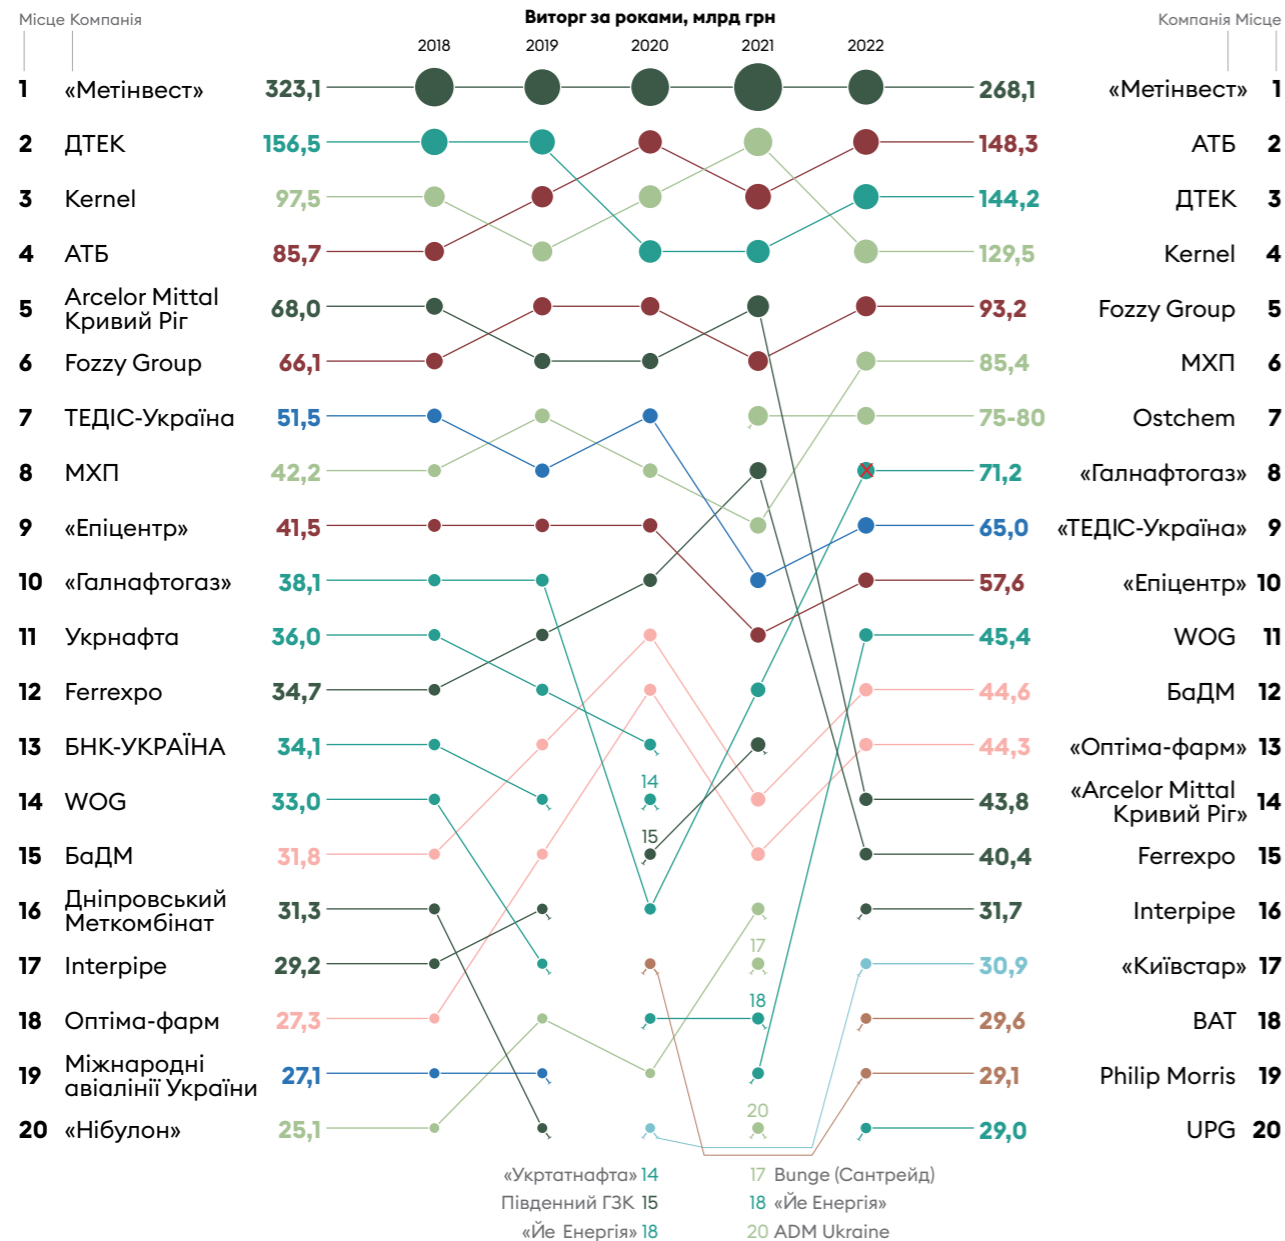 Місце Компанія
Виторг за роками, млрд грн
Компанія Місце
2018 2019 2020 2021 2022
1 «Метінвест» 323,1
268,1 «Метінвест» 1
2 ДТЕК 156,5
148,3 АТБ 2
3 Kernel 97,5
144,2 ДТЕК 3
4 АТБ 85,7
129,5 Kernel 4
5 Arcelor Mittal
Кривий Ріг 68,0
93,2 Fozzy Group 5
6 Fozzy Group 66,1
85,4 МХП 6
7 ТЕДІС-Україна 51,5
75-80 Ostchem 7
8 МХП 42,2
71,2 «Галнафтогаз» 8
9 «Епіцентр» 41,5
65,0 «ТЕДІС-Україна» 9
10 «Галнафтогаз» 38,1
57,6 «Епіцентр» 10
11 Укрнафта 36,0
45,4 WOG 11
12 Ferrexpo 34,7
44,6 БаДМ 12
13 БНК-УКРАЇНА 34,1
44,3 «Оптіма-фарм» 13
14 WOG 33,0
14
43,8 «Arcelor Mittal
Кривий Ріг» 14
15 БаДМ 31,8
15
40,4 Ferrexpo 15
16 Дніпровський
Меткомбінат 31,3
31,7 Interpipe 16
17 Interpipe 29,2
17
30,9 «Київстар» 17
18 Оптіма-фарм 27,3
18
29,6 BAT 18
19 Міжнародні
авіалінії України 27,1
29,1 Philip Morris 19
20 «Нібулон» 25,1
20
29,0 UPG 20
«Укртатнафта» 14
17 Bunge (Сантрейд)
Південний ГЗК 15
18 «Йе Енергія»
«Йе Енергія» 18
20 ADM Ukraine